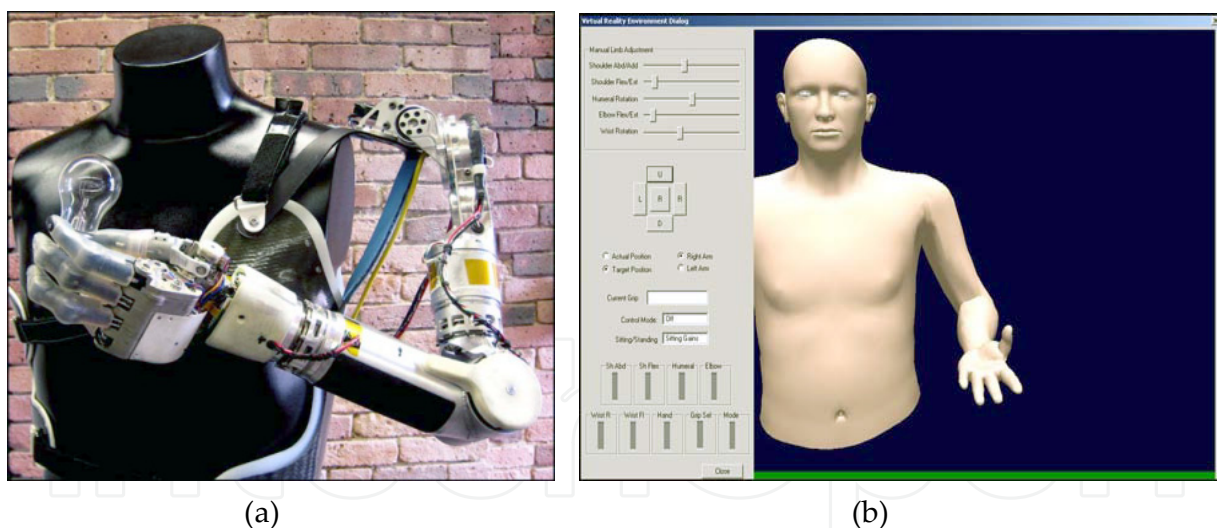 Virtual Reality Environment Dialog
Manual Limb Adjustment
Shoulder Abd/Add
Shoulder Flex/Ext
Humeral Rotation
Elbow Flex/Ext
Wrist Rotation
U
L R R
D
Actual Position Right Arm
Target Position Left Arm
Current Grip
Control Mode: Off
Sitting/Standing Sitting Gains
Sh Abd Sh Flex Humeral Elbow
Wrist R Wrist Fl Hand Grip Sel Mode
Close
(a) (b)